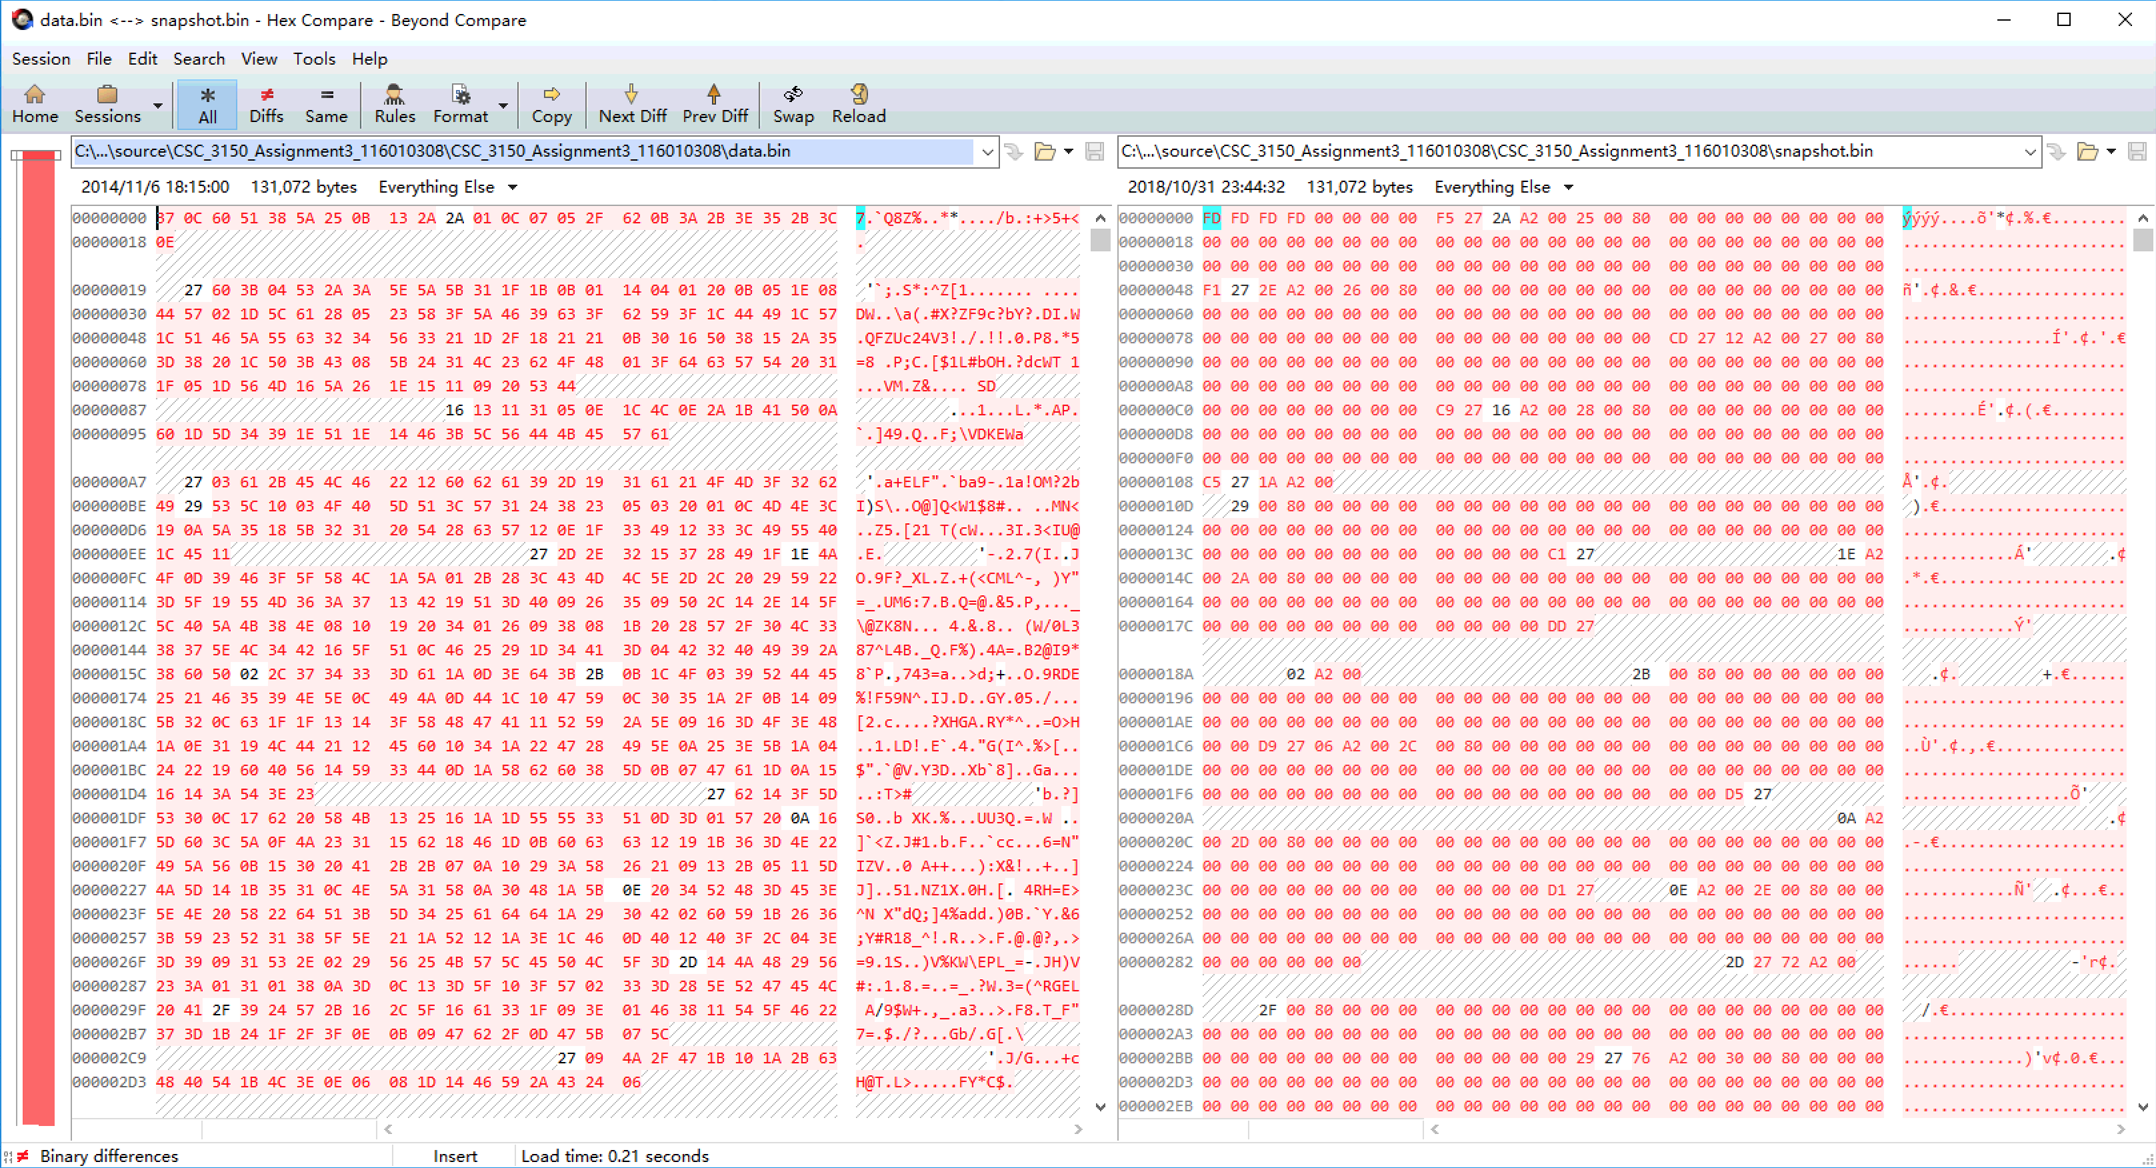 data.bin <--> snapshot.bin - Hex Compare - Beyond Compare
Session File Edit Search View Tools Help
Home Sessions All Diffs Same Rules Format Copy Next Diff Prev Diff Swap Reload
C:\...\source\CSC_3150_Assignment3_116010308\CSC_3150_Assignment3_116010308\data.bin
2014/11/6 18:15:00 131,072 bytes Everything Else
00000000 37 0C 60 51 38 5A 25 0B 13 2A 2A 01 0C 07 05 2F 62 0B 3A 2B 3E 35 2B 3C 7.`Q8Z%..**..../b.:+>5+<
00000018 0E .
00000019 27 60 3B 04 53 2A 3A 5E 5A 5B 31 1F 1B 0B 01 14 04 01 20 0B 05 1E 08 '`;.S*:^Z[1....... ....
00000030 44 57 02 1D 5C 61 28 05 23 58 3F 5A 46 39 63 3F 62 59 3F 1C 44 49 1C 57 DW..\a(.#X?ZF9c?bY?.DI.W
00000048 1C 51 46 5A 55 63 32 34 56 33 21 1D 2F 18 21 21 0B 30 16 50 38 15 2A 35 .QFZUc24V3!./.!!.0.P8.*5
00000060 3D 38 20 1C 50 3B 43 08 5B 24 31 4C 23 62 4F 48 01 3F 64 63 57 54 20 31 =8 .P;C.[$1L#bOH.?dcWT 1
00000078 1F 05 1D 56 4D 16 5A 26 1E 15 11 09 20 53 44 ...VM.Z&.... SD
00000087 16 13 11 31 05 0E 1C 4C 0E 2A 1B 41 50 0A ...1...L.*.AP.
00000095 60 1D 5D 34 39 1E 51 1E 14 46 3B 5C 56 44 4B 45 57 61 `.]49.Q..F;\VDKEWa
000000A7 27 03 61 2B 45 4C 46 22 12 60 62 61 39 2D 19 31 61 21 4F 4D 3F 32 62 '.a+ELF".`ba9-.1a!OM?2b
000000BE 49 29 53 5C 10 03 4F 40 5D 51 3C 57 31 24 38 23 05 03 20 01 0C 4D 4E 3C I)S\..O@]Q<W1$8#.. ..MN<
000000D6 19 0A 5A 35 18 5B 32 31 20 54 28 63 57 12 0E 1F 33 49 12 33 3C 49 55 40 ..Z5.[21 T(cW...3I.3<IU@
000000EE 1C 45 11 27 2D 2E 32 15 37 28 49 1F 1E 4A .E. '-.2.7(I..J
000000FC 4F 0D 39 46 3F 5F 58 4C 1A 5A 01 2B 28 3C 43 4D 4C 5E 2D 2C 20 29 59 22 O.9F?_XL.Z.+(<CML^-, )Y"
00000114 3D 5F 19 55 4D 36 3A 37 13 42 19 51 3D 40 09 26 35 09 50 2C 14 2E 14 5F =_.UM6:7.B.Q=@.&5.P,..._
0000012C 5C 40 5A 4B 38 4E 08 10 19 20 34 01 26 09 38 08 1B 20 28 57 2F 30 4C 33 \@ZK8N... 4.&.8.. (W/0L3
00000144 38 37 5E 4C 34 42 16 5F 51 0C 46 25 29 1D 34 41 3D 04 42 32 40 49 39 2A 87^L4B._Q.F%).4A=.B2@I9*
0000015C 38 60 50 02 2C 37 34 33 3D 61 1A 0D 3E 64 3B 2B 0B 1C 4F 03 39 52 44 45 8`P.,743=a..>d;+..O.9RDE
00000174 25 21 46 35 39 4E 5E 0C 49 4A 0D 44 1C 10 47 59 0C 30 35 1A 2F 0B 14 09 %!F59N^.IJ.D..GY.05./...
0000018C 5B 32 0C 63 1F 1F 13 14 3F 58 48 47 41 11 52 59 2A 5E 09 16 3D 4F 3E 48 [2.c....?XHGA.RY*^..=O>H
000001A4 1A 0E 31 19 4C 44 21 12 45 60 10 34 1A 22 47 28 49 5E 0A 25 3E 5B 1A 04 ..1.LD!.E`.4."G(I^.%>[..
000001BC 24 22 19 60 40 56 14 59 33 44 0D 1A 58 62 60 38 5D 0B 07 47 61 1D 0A 15 $".`@V.Y3D..Xb`8]..Ga...
000001D4 16 14 3A 54 3E 23 27 62 14 3F 5D ..:T># 'b.?]
000001DF 53 30 0C 17 62 20 58 4B 13 25 16 1A 1D 55 55 33 51 0D 3D 01 57 20 0A 16 S0..b XK.%...UU3Q.=.W ..
000001F7 5D 60 3C 5A 0F 4A 23 31 15 62 18 46 1D 0B 60 63 63 12 19 1B 36 3D 4E 22 ]`<Z.J#1.b.F..`cc...6=N"
0000020F 49 5A 56 0B 15 30 20 41 2B 2B 07 0A 10 29 3A 58 26 21 09 13 2B 05 11 5D IZV..0 A++...):X&!..+..]
00000227 4A 5D 14 1B 35 31 0C 4E 5A 31 58 0A 30 48 1A 5B 0E 20 34 52 48 3D 45 3E J]..51.NZ1X.0H.[. 4RH=E>
0000023F 5E 4E 20 58 22 64 51 3B 5D 34 25 61 64 64 1A 29 30 42 02 60 59 1B 26 36 ^N X"dQ;]4%add.)0B.`Y.&6
00000257 3B 59 23 52 31 38 5F 5E 21 1A 52 12 1A 3E 1C 46 0D 40 12 40 3F 2C 04 3E ;Y#R18_^!.R..>.F.@.@?,.>
0000026F 3D 39 09 31 53 2E 02 29 56 25 4B 57 5C 45 50 4C 5F 3D 2D 14 4A 48 29 56 =9.1S..)V%KW\EPL_=-.JH)V
00000287 23 3A 01 31 01 38 0A 3D 0C 13 3D 5F 10 3F 57 02 33 3D 28 5E 52 47 45 4C #:.1.8.=..=_.?W.3=(^RGEL
0000029F 20 41 2F 39 24 57 2B 16 2C 5F 16 61 33 1F 09 3E 01 46 38 11 54 5F 46 22 A/9$W+.,_.a3..>.F8.T_F"
000002B7 37 3D 1B 24 1F 2F 3F 0E 0B 09 47 62 2F 0D 47 5B 07 5C 7=.$./?...Gb/.G[.\
000002C9 27 09 4A 2F 47 1B 10 1A 2B 63 '.J/G...+c
000002D3 48 40 54 1B 4C 3E 0E 06 08 1D 14 46 59 2A 43 24 06 H@T.L>.....FY*C$.
C:\...\source\CSC_3150_Assignment3_116010308\CSC_3150_Assignment3_116010308\snapshot.bin
2018/10/31 23:44:32 131,072 bytes Everything Else
00000000 FD FD FD FD 00 00 00 00 F5 27 2A A2 00 25 00 80 00 00 00 00 00 00 00 00 ýýýý....õ'*¢.%.€........
00000018 00 00 00 00 00 00 00 00 00 00 00 00 00 00 00 00 00 00 00 00 00 00 00 00 ........................
00000030 00 00 00 00 00 00 00 00 00 00 00 00 00 00 00 00 00 00 00 00 00 00 00 00 ........................
00000048 F1 27 2E A2 00 26 00 80 00 00 00 00 00 00 00 00 00 00 00 00 00 00 00 00 ñ'.¢.&.€................
00000060 00 00 00 00 00 00 00 00 00 00 00 00 00 00 00 00 00 00 00 00 00 00 00 00 ........................
00000078 00 00 00 00 00 00 00 00 00 00 00 00 00 00 00 00 CD 27 12 A2 00 27 00 80 ................Í'.¢.'.€
00000090 00 00 00 00 00 00 00 00 00 00 00 00 00 00 00 00 00 00 00 00 00 00 00 00 ........................
000000A8 00 00 00 00 00 00 00 00 00 00 00 00 00 00 00 00 00 00 00 00 00 00 00 00 ........................
000000C0 00 00 00 00 00 00 00 00 C9 27 16 A2 00 28 00 80 00 00 00 00 00 00 00 00 ........É'.¢.(.€........
000000D8 00 00 00 00 00 00 00 00 00 00 00 00 00 00 00 00 00 00 00 00 00 00 00 00 ........................
000000F0 00 00 00 00 00 00 00 00 00 00 00 00 00 00 00 00 00 00 00 00 00 00 00 00 ........................
00000108 C5 27 1A A2 00 Å'.¢.
0000010D 29 00 80 00 00 00 00 00 00 00 00 00 00 00 00 00 00 00 00 00 00 00 00 ).€....................
00000124 00 00 00 00 00 00 00 00 00 00 00 00 00 00 00 00 00 00 00 00 00 00 00 00 ........................
0000013C 00 00 00 00 00 00 00 00 00 00 00 00 C1 27 1E A2 ............Á' .¢
0000014C 00 2A 00 80 00 00 00 00 00 00 00 00 00 00 00 00 00 00 00 00 00 00 00 00 .*.€....................
00000164 00 00 00 00 00 00 00 00 00 00 00 00 00 00 00 00 00 00 00 00 00 00 00 00 ........................
0000017C 00 00 00 00 00 00 00 00 00 00 00 00 DD 27 ............Ý'
0000018A 02 A2 00 2B 00 80 00 00 00 00 00 00 .¢. +.€......
00000196 00 00 00 00 00 00 00 00 00 00 00 00 00 00 00 00 00 00 00 00 00 00 00 00 ........................
000001AE 00 00 00 00 00 00 00 00 00 00 00 00 00 00 00 00 00 00 00 00 00 00 00 00 ........................
000001C6 00 00 D9 27 06 A2 00 2C 00 80 00 00 00 00 00 00 00 00 00 00 00 00 00 00 ..Ù'.¢.,.€..............
000001DE 00 00 00 00 00 00 00 00 00 00 00 00 00 00 00 00 00 00 00 00 00 00 00 00 ........................
000001F6 00 00 00 00 00 00 00 00 00 00 00 00 00 00 00 00 00 00 D5 27 ..................Õ'
0000020A 0A A2 .¢
0000020C 00 2D 00 80 00 00 00 00 00 00 00 00 00 00 00 00 00 00 00 00 00 00 00 00 .-.€....................
00000224 00 00 00 00 00 00 00 00 00 00 00 00 00 00 00 00 00 00 00 00 00 00 00 00 ........................
0000023C 00 00 00 00 00 00 00 00 00 00 00 00 D1 27 0E A2 00 2E 00 80 00 00 ............Ñ' .¢...€..
00000252 00 00 00 00 00 00 00 00 00 00 00 00 00 00 00 00 00 00 00 00 00 00 00 00 ........................
0000026A 00 00 00 00 00 00 00 00 00 00 00 00 00 00 00 00 00 00 00 00 00 00 00 00 ........................
00000282 00 00 00 00 00 00 2D 27 72 A2 00 ...... -'r¢.
0000028D 2F 00 80 00 00 00 00 00 00 00 00 00 00 00 00 00 00 00 00 00 00 00 /.€...................
000002A3 00 00 00 00 00 00 00 00 00 00 00 00 00 00 00 00 00 00 00 00 00 00 00 00 ........................
000002BB 00 00 00 00 00 00 00 00 00 00 00 00 00 00 29 27 76 A2 00 30 00 80 00 00 ..............)'v¢.0.€..
000002D3 00 00 00 00 00 00 00 00 00 00 00 00 00 00 00 00 00 00 00 00 00 00 00 00 ........................
000002EB 00 00 00 00 00 00 00 00 00 00 00 00 00 00 00 00 00 00 00 00 00 00 00 00 ........................
Binary differences Insert Load time: 0.21 seconds